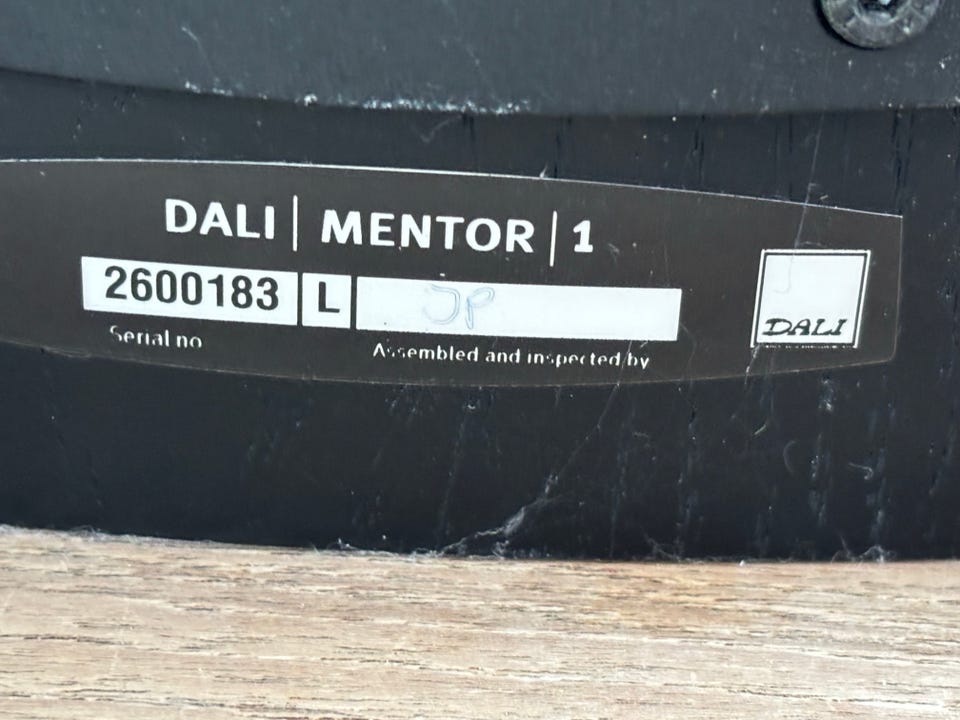 DALI | MENTOR | 1
2600183 L JP
Serial no
Assembled and inspected by
DALI